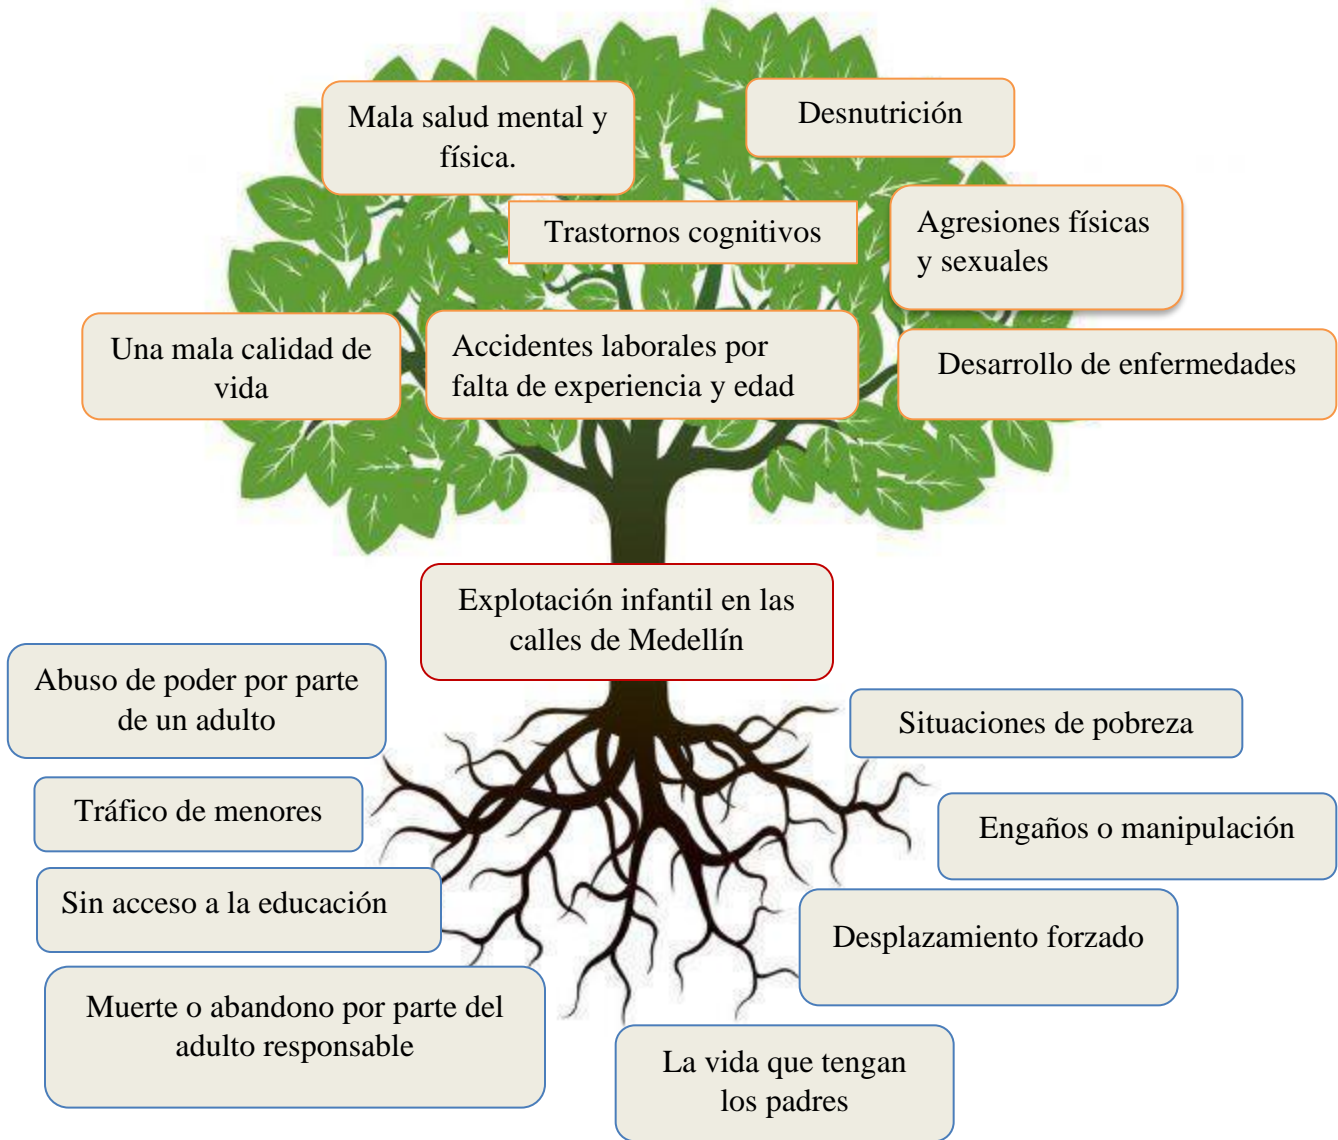 Mala salud mental y
física.
Desnutrición
Trastornos cognitivos
Agresiones físicas
y sexuales
Una mala calidad de
vida
Accidentes laborales por
falta de experiencia y edad
Desarrollo de enfermedades
Explotación infantil en las
calles de Medellín
Abuso de poder por parte
de un adulto
Situaciones de pobreza
Tráfico de menores
Engaños o manipulación
Sin acceso a la educación
Desplazamiento forzado
Muerte o abandono por parte del
adulto responsable
La vida que tengan
los padres